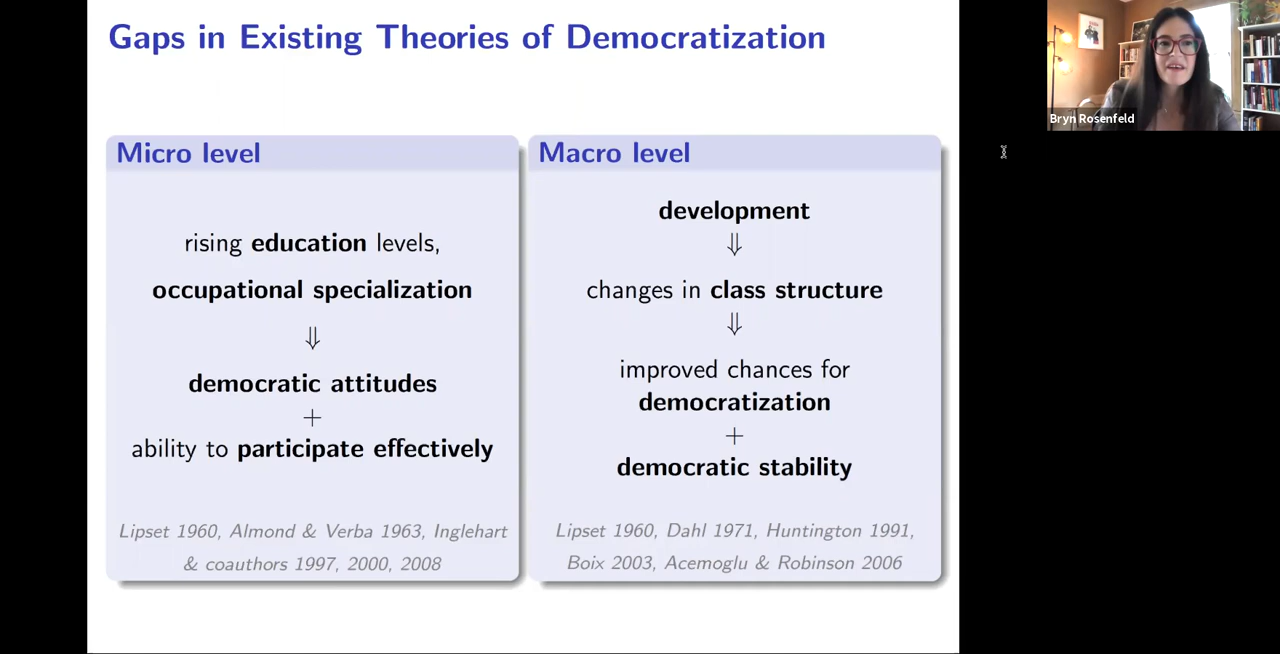 Gaps in Existing Theories of Democratization
Bryn Rosenfeld
Micro level
rising education levels,
occupational specialization
⇓
democratic attitudes
+
ability to participate effectively
Lipset 1960, Almond & Verba 1963, Inglehart
& coauthors 1997, 2000, 2008
Macro level
development
⇓
changes in class structure
⇓
improved chances for
democratization
+
democratic stability
Lipset 1960, Dahl 1971, Huntington 1991,
Boix 2003, Acemoglu & Robinson 2006